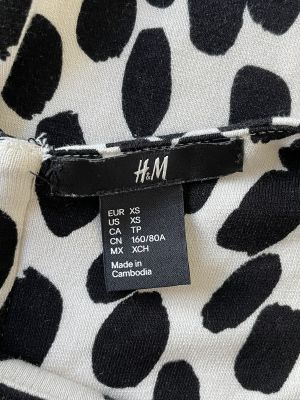 H&M
EUR XS
US XS
CA TP
CN 160/80A
MX XCH
Made in
Cambodia